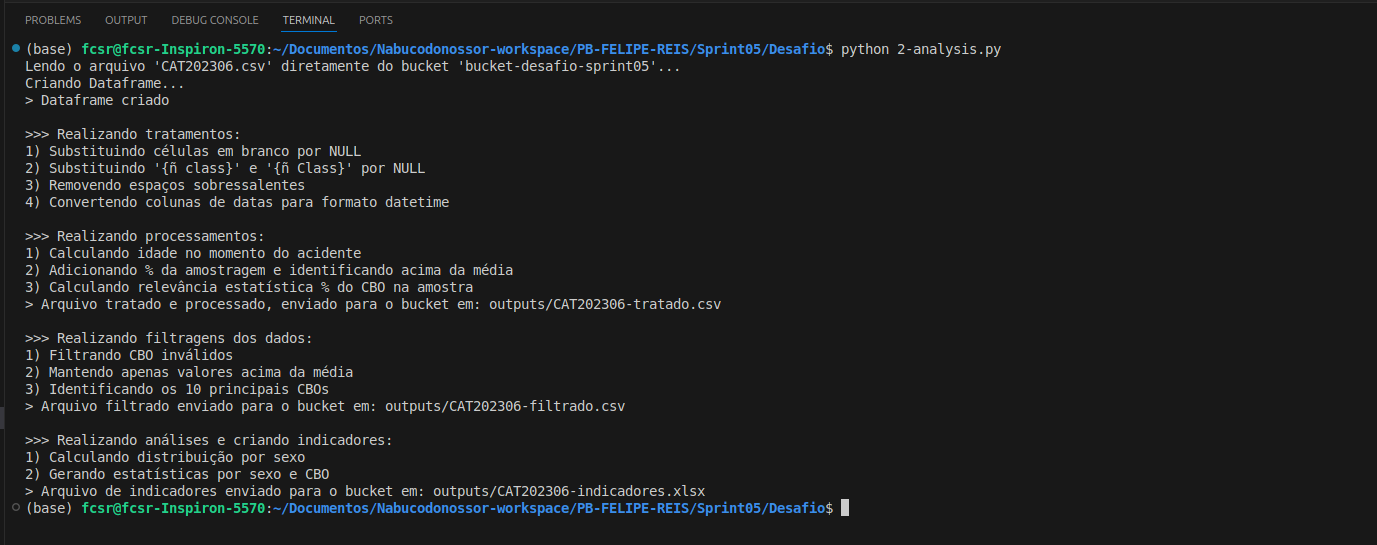 PROBLEMS OUTPUT DEBUG CONSOLE TERMINAL PORTS
(base) fcsr@fcsr-Inspiron-5570:~/Documentos/Nabucodonossor-workspace/PB-FELIPE-REIS/Sprint05/Desafio$ python 2-analysis.py
Lendo o arquivo 'CAT202306.csv' diretamente do bucket 'bucket-desafio-sprint05'...
Criando Dataframe...
> Dataframe criado
>>> Realizando tratamentos:
1) Substituindo células em branco por NULL
2) Substituindo '{ñ class}' e '{ñ Class}' por NULL
3) Removendo espaços sobressalentes
4) Convertendo colunas de datas para formato datetime
>>> Realizando processamentos:
1) Calculando idade no momento do acidente
2) Adicionando % da amostragem e identificando acima da média
3) Calculando relevância estatística % do CBO na amostra
> Arquivo tratado e processado, enviado para o bucket em: outputs/CAT202306-tratado.csv
>>> Realizando filtragens dos dados:
1) Filtrando CBO inválidos
2) Mantendo apenas valores acima da média
3) Identificando os 10 principais CBOs
> Arquivo filtrado enviado para o bucket em: outputs/CAT202306-filtrado.csv
>>> Realizando análises e criando indicadores:
1) Calculando distribuição por sexo
2) Gerando estatísticas por sexo e CBO
> Arquivo de indicadores enviado para o bucket em: outputs/CAT202306-indicadores.xlsx
(base) fcsr@fcsr-Inspiron-5570:~/Documentos/Nabucodonossor-workspace/PB-FELIPE-REIS/Sprint05/Desafio$